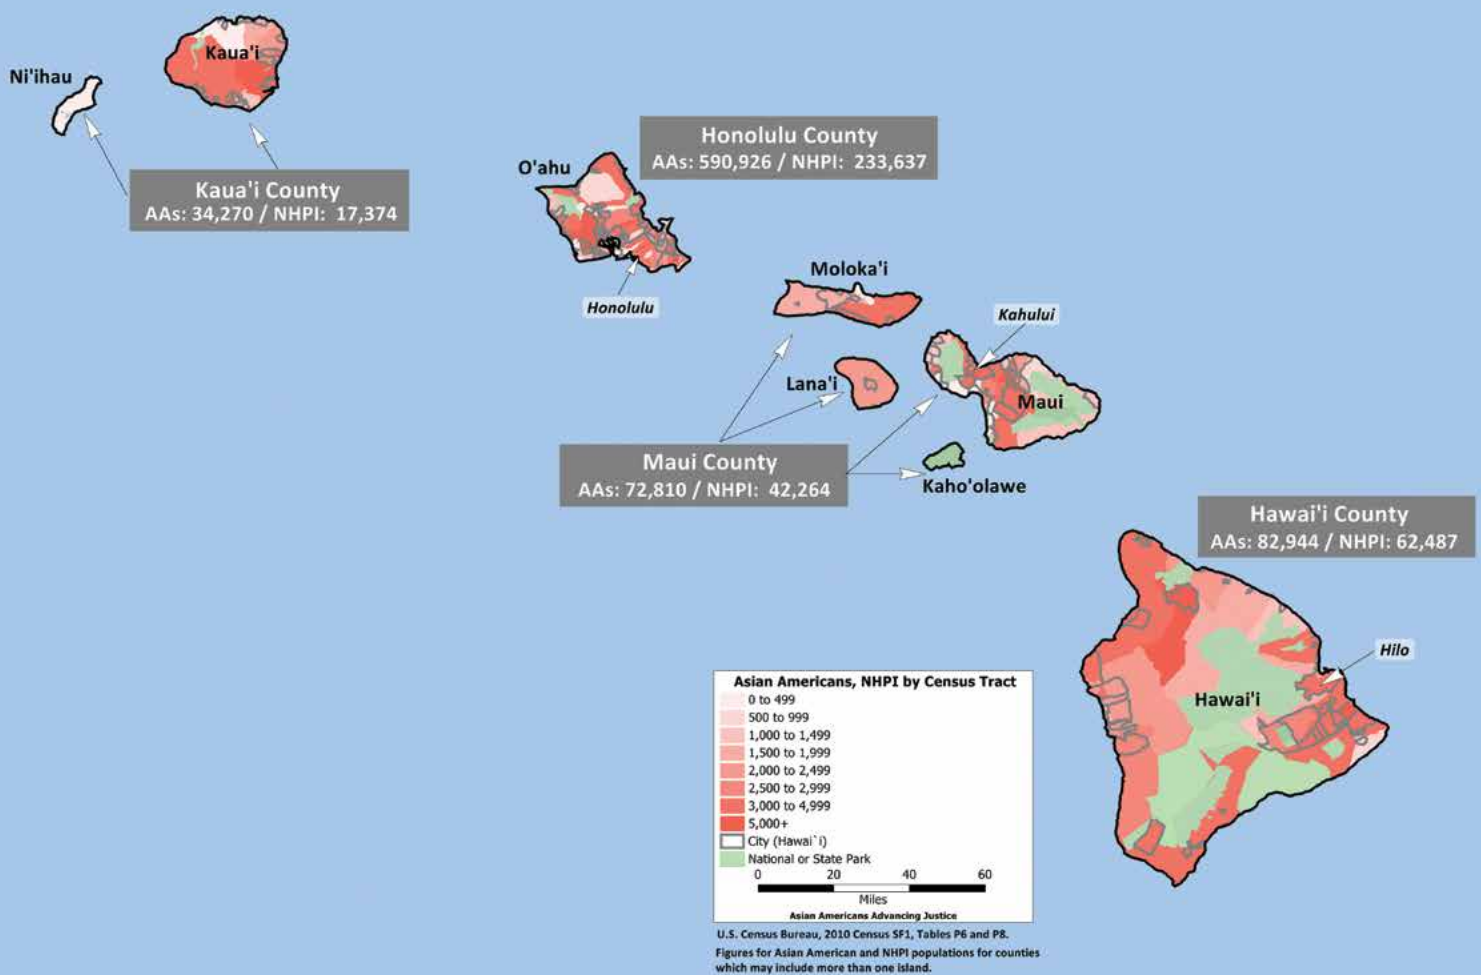 Ni'ihau
Kaua'i
Kaua'i County
AAs: 34,270 / NHPI: 17,374
O'ahu
Honolulu County
AAs: 590,926 / NHPI: 233,637
Honolulu
Moloka'i
Lana'i
Kahului
Maui
Maui County
AAs: 72,810 / NHPI: 42,264
Kaho'olawe
Hawai'i County
AAs: 82,944 / NHPI: 62,487
Hilo
Hawai'i
Asian Americans, NHPI by Census Tract
0 to 499
500 to 999
1,000 to 1,499
1,500 to 1,999
2,000 to 2,499
2,500 to 2,999
3,000 to 4,999
5,000+
City (Hawai`i)
National or State Park
0 20 40 60
Miles
Asian Americans Advancing Justice
U.S. Census Bureau, 2010 Census SF1, Tables P6 and P8.
Figures for Asian American and NHPI populations for counties
which may include more than one island.